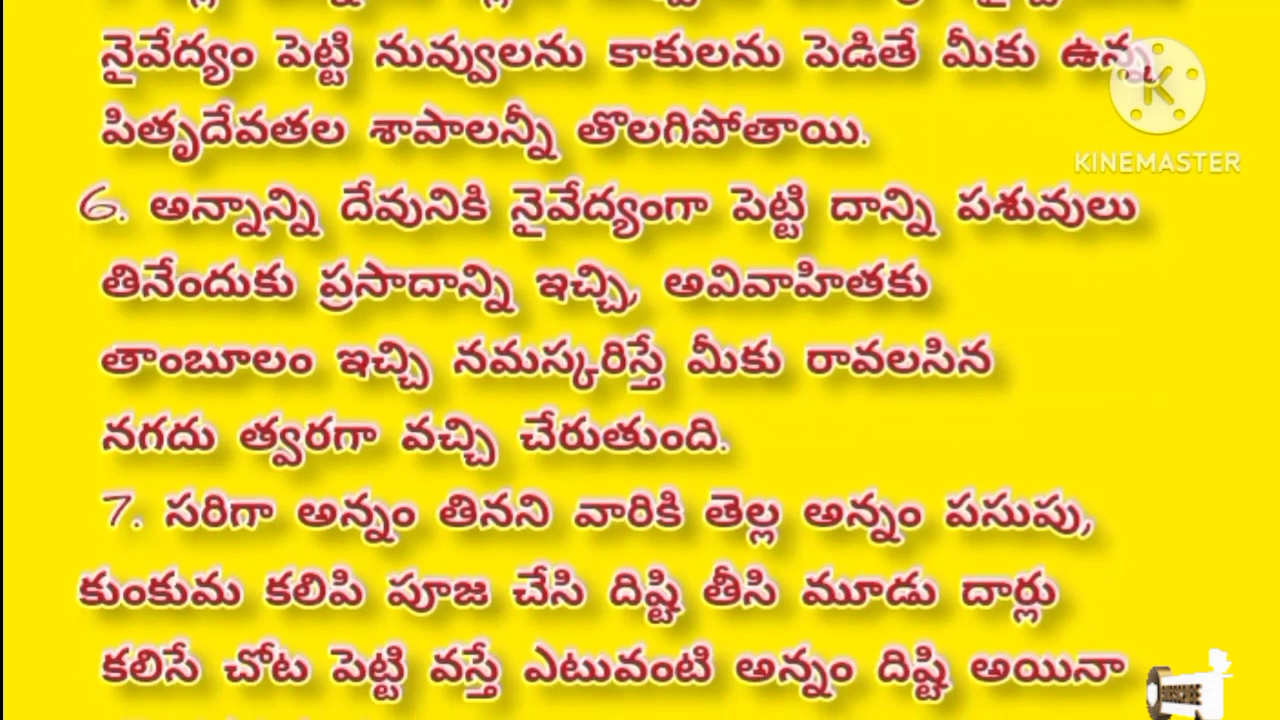 నైవేద్యం పెట్టి నువ్వులను కాకులను పెడితే మీకు ఉన్న
పితృదేవతల శాపాలన్నీ తొలగిపోతాయి.
KINEMASTER
6. అన్నాన్ని దేవునికి నైవేద్యంగా పెట్టి దాన్ని పశువులు
తినేందుకు ప్రసాదాన్ని ఇచ్చి, అవివాహితకు
తాంబూలం ఇచ్చి నమస్కరిస్తే మీకు రావలసిన
నగదు త్వరగా వచ్చి చేరుతుంది.
7. సరిగా అన్నం తినని వారికి తెల్ల అన్నం పసుపు,
కుంకుమ కలిపి పూజ చేసి దిష్టి తీసి మూడు దార్లు
కలిసే చోట పెట్టి వస్తే ఎటువంటి అన్నం దిష్టి అయినా